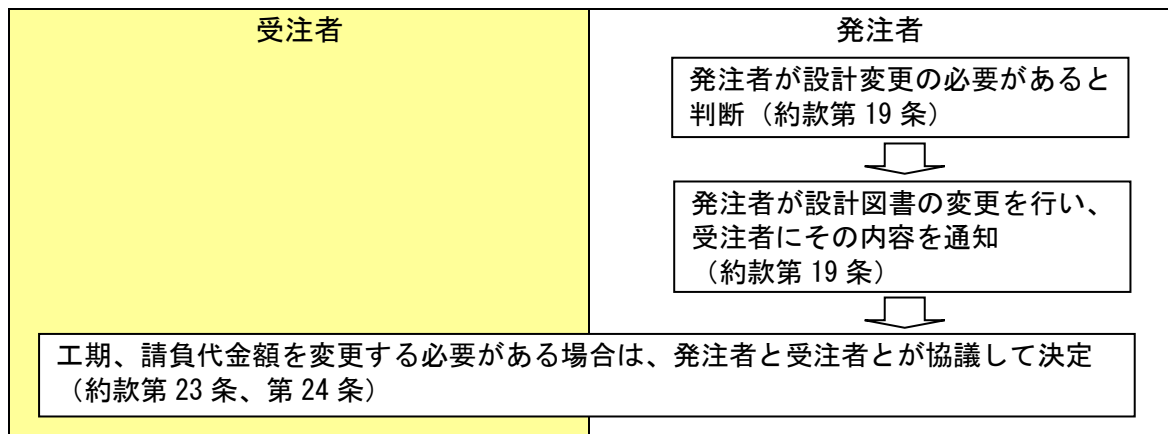 受注者
発注者
発注者が設計変更の必要があると
判断（約款第 19 条）
発注者が設計図書の変更を行い、
受注者にその内容を通知
（約款第 19 条）
工期、請負代金額を変更する必要がある場合は、発注者と受注者とが協議して決定
（約款第 23 条、第 24 条）